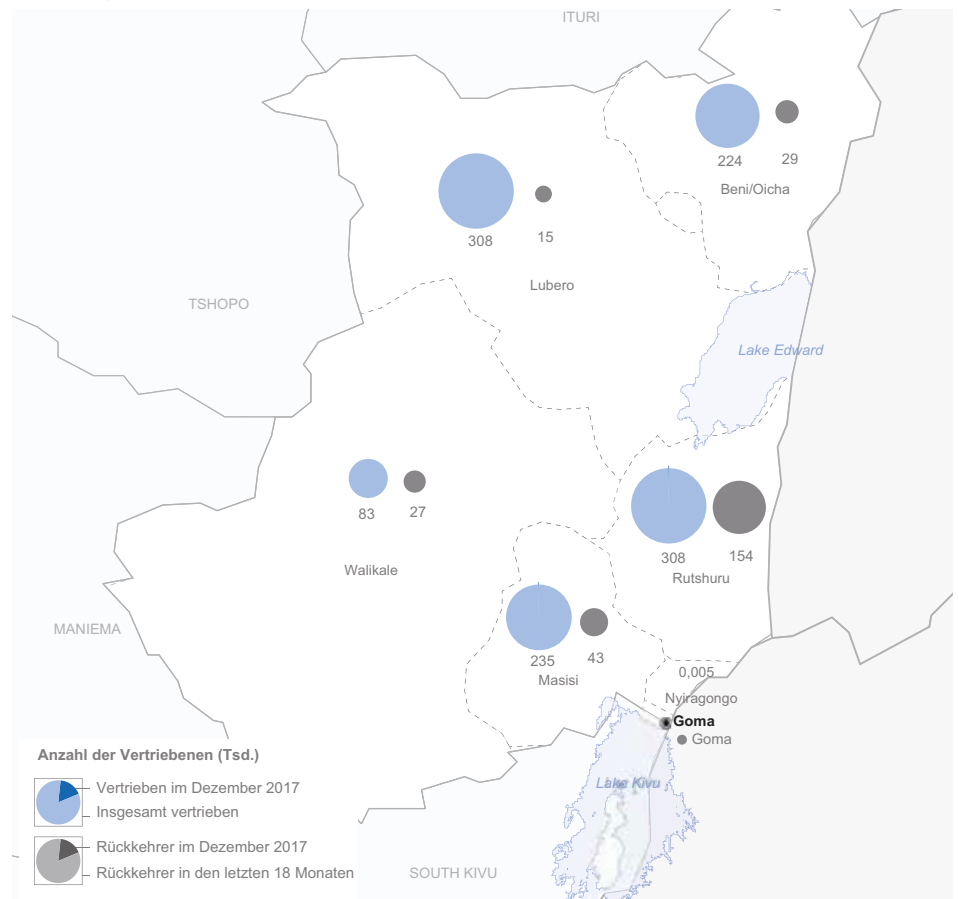 ITURI
224
29
Beni/Oicha
308
15
Lubero
TSHOPO
Lake Edward
83
27
Walikale
308
154
Rutshuru
MANIEMA
235
43
Masisi
0,005
Nyiragongo
Goma
Goma
Lake Kivu
SOUTH KIVU
Anzahl der Vertriebenen (Tsd.)
Vertrieben im Dezember 2017
Insgesamt vertrieben
Rückkehrer im Dezember 2017
Rückkehrer in den letzten 18 Monaten